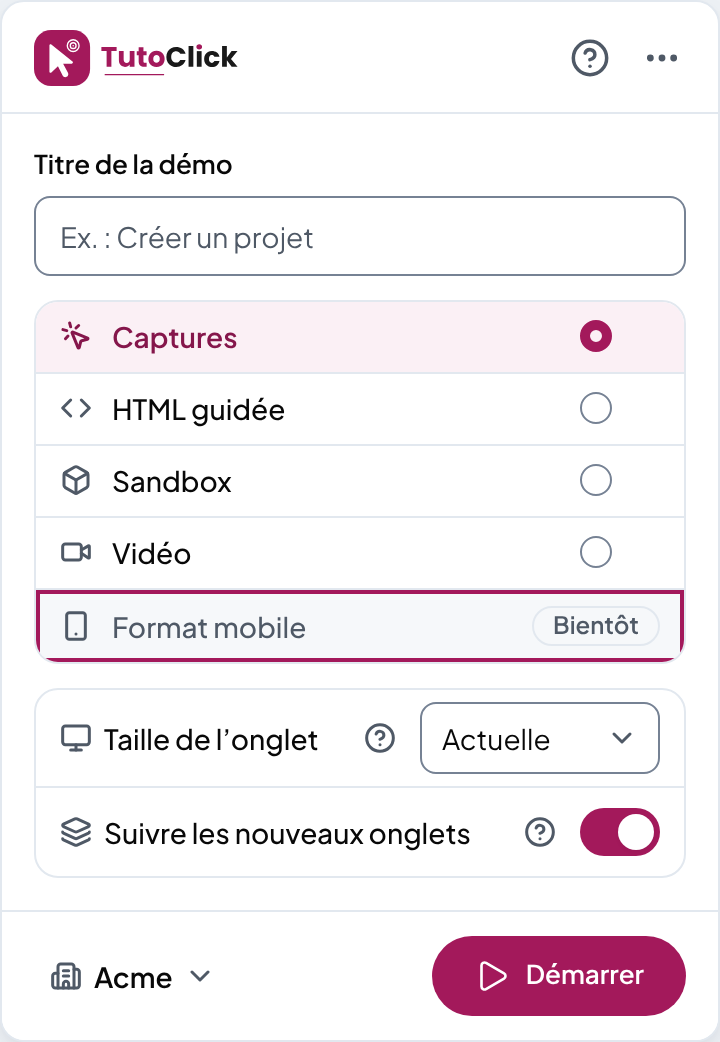 TutoClick
Titre de la démo
Ex. : Créer un projet
Captures
HTML guidée
Sandbox
Vidéo
Format mobile Bientôt
Taille de l’onglet Actuelle
Suivre les nouveaux onglets
Acme Démarrer